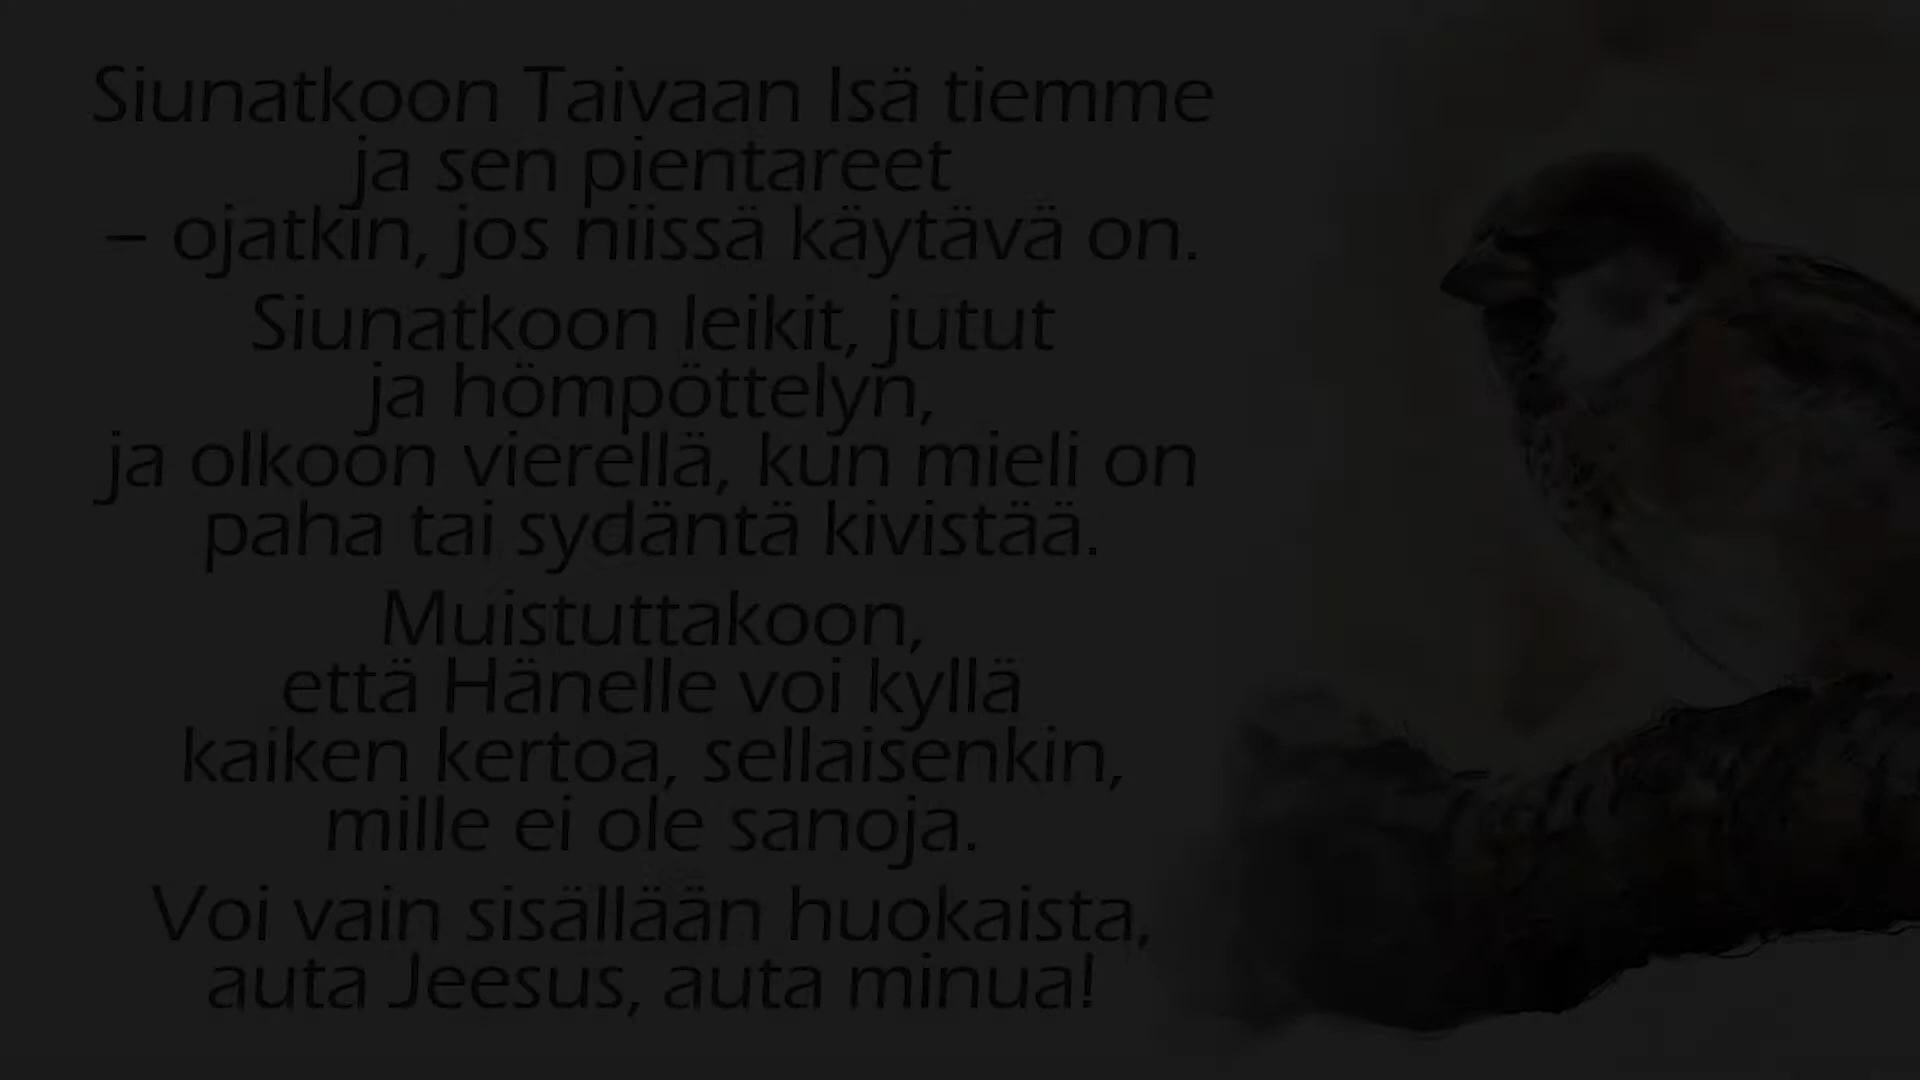 Siunatkoon Taivaan Isä tiemme
ja sen pientareet
– ojatkin, jos niissä käytävä on.
Siunatkoon leikit, jutut
ja hömpöttelyn,
ja olkoon vierellä, kun mieli on
paha tai sydäntä kivistää.
Muistuttakoon,
että Hänelle voi kyllä
kaiken kertoa, sellaisenkin,
mille ei ole sanoja.
Voi vain sisällään huokaista,
auta Jeesus, auta minua!